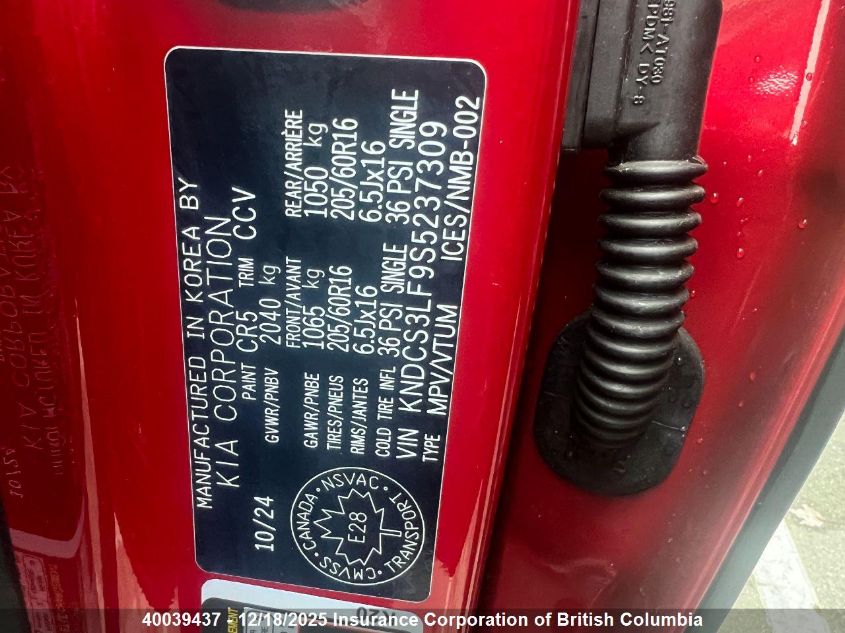 MANUFACTURED IN KOREA BY
KIA CORPORATION
10/24 PAINT CR5 TRIM CCV
GVWR/PNBV 2040 kg
FRONT/AVANT REAR/ARRIÈRE
GAWR/PNBE 1065 kg 1050 kg
TIRES/PNEUS 205/60R16 205/60R16
RIMS/JANTES 6.5Jx16 6.5Jx16
COLD TIRE INFL 36 PSI SINGLE 36 PSI SINGLE
VIN KNDCS3LF9S5237309
TYPE MPV/VTUM ICES/NMB-002
CANADA · NSVAC · TRANSPORT · CMVSS
E28
DY-8
40039437 - 12/18/2025 Insurance Corporation of British Columbia